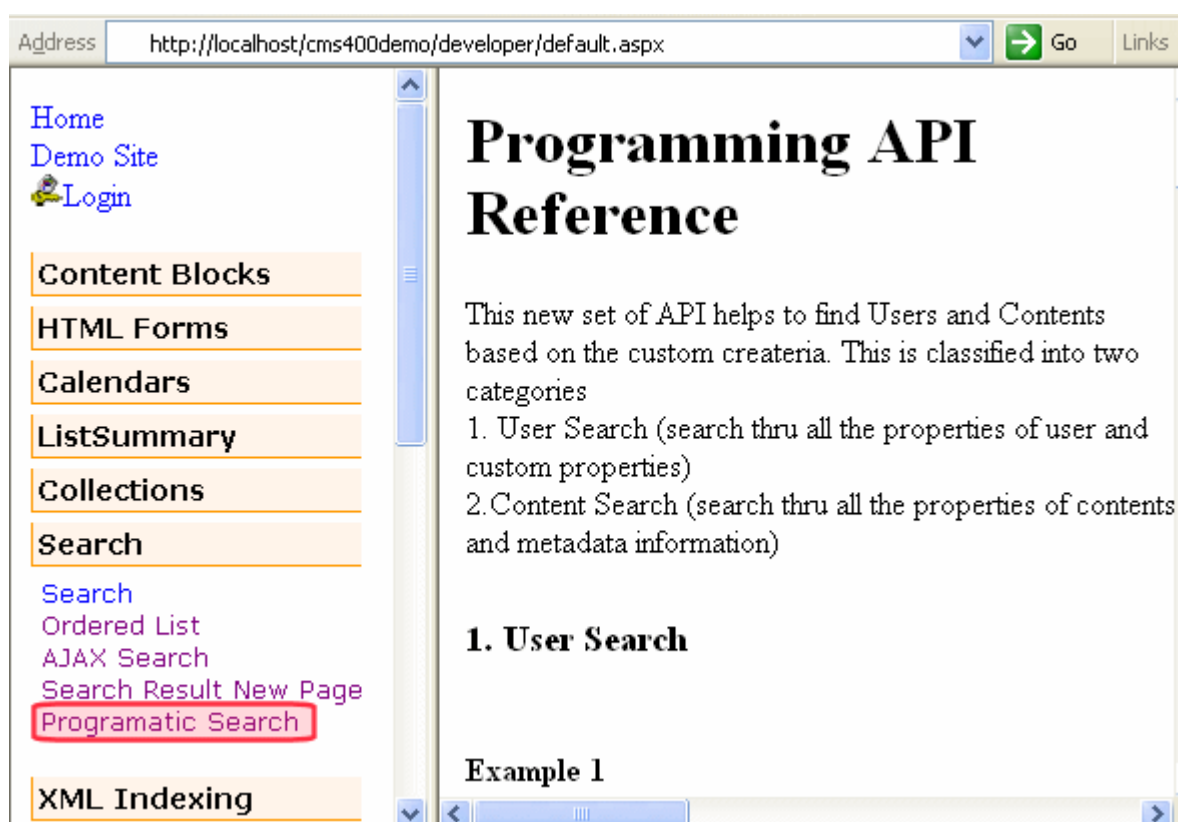 Address http://localhost/cms400demo/developer/default.aspx Go Links
Home
Demo Site
Login
Content Blocks
HTML Forms
Calendars
ListSummary
Collections
Search
Search
Ordered List
AJAX Search
Search Result New Page
Programatic Search
XML Indexing
Programming API
Reference
This new set of API helps to find Users and Contents
based on the custom createria. This is classified into two
categories
1. User Search (search thru all the properties of user and
custom properties)
2.Content Search (search thru all the properties of contents
and metadata information)
1. User Search
Example 1